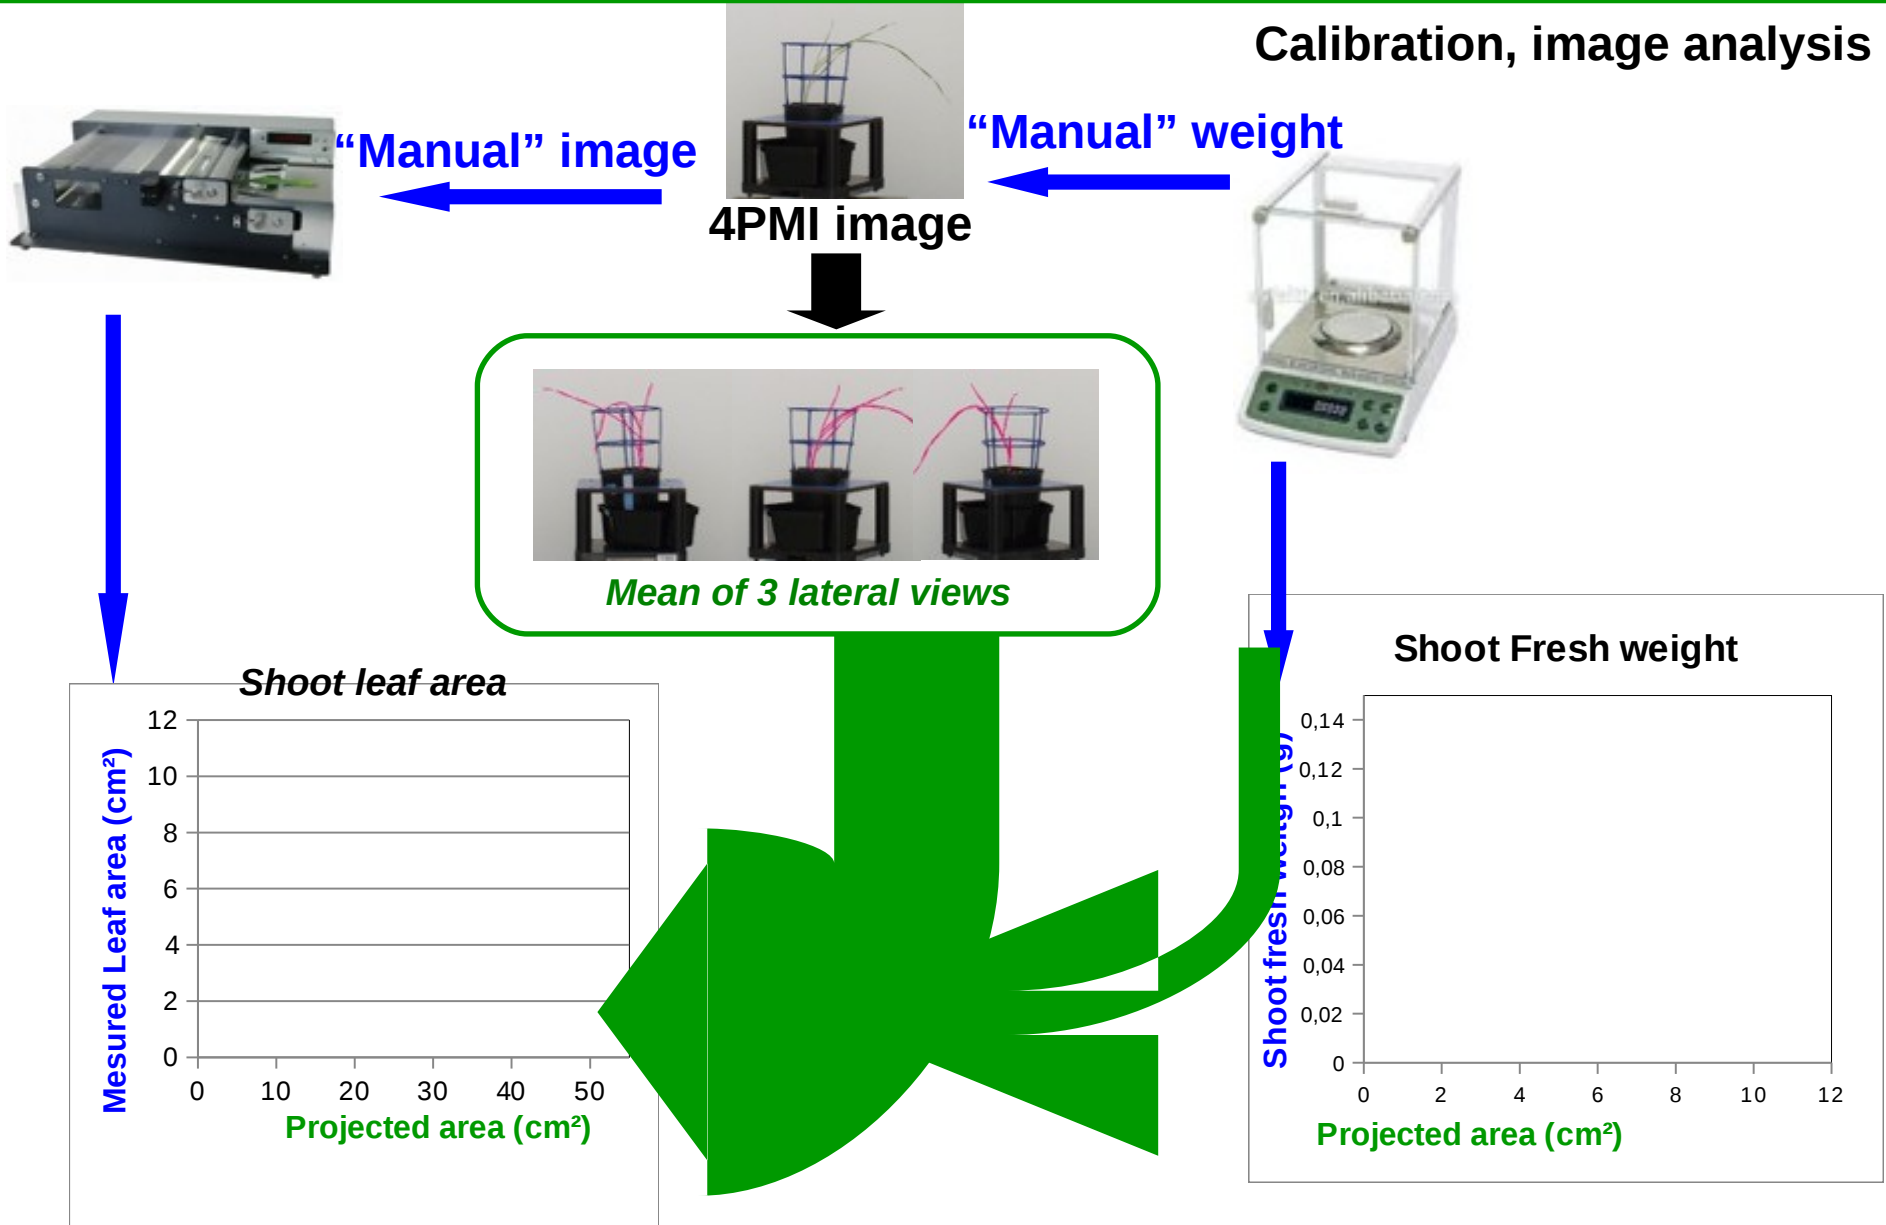 Calibration, image analysis
“Manual” image
“Manual” weight
4PMI image
Mean of 3 lateral views
Shoot leaf area
12
10
8
6
4
2
0
0 10 20 30 40 50
Mesured Leaf area (cm²)
Projected area (cm²)
Shoot Fresh weight
0,14
0,12
0,1
0,08
0,06
0,04
0,02
0
0 2 4 6 8 10 12
Shoot fresh (g)
Projected area (cm²)